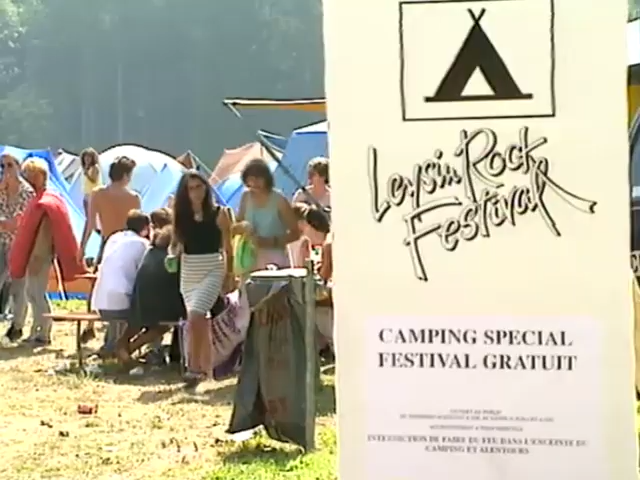 Leysin Rock
Festival
CAMPING SPECIAL
FESTIVAL GRATUIT
INTERDICTION DE FAIRE DU FEU DANS L'ENCEINTE DU
CAMPING ET ALENTOURS